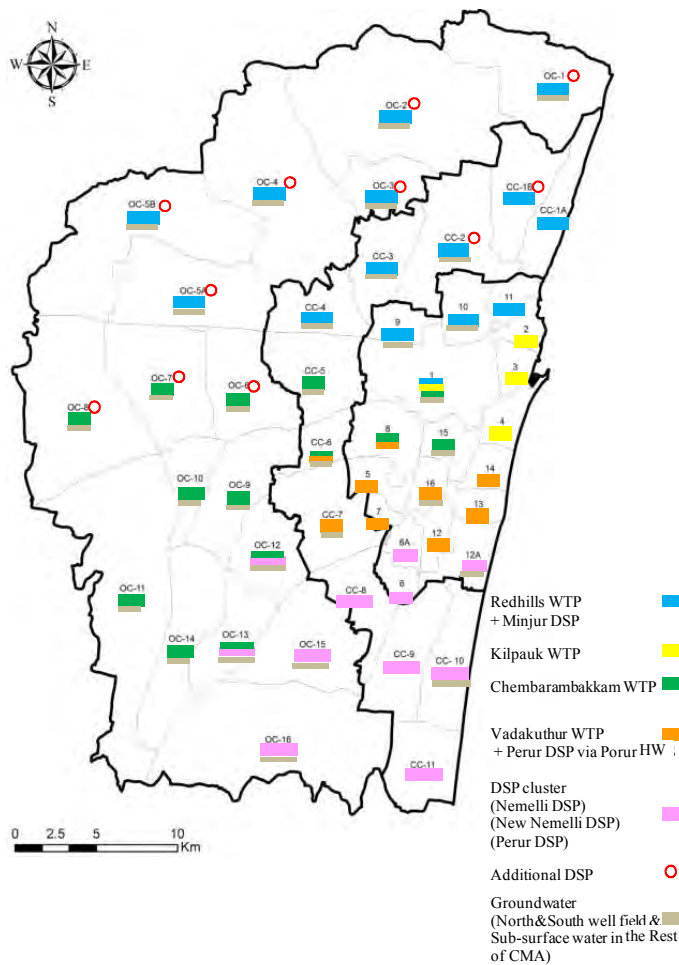 N
W E
S
OC-1
OC-2
OC-4
OC-3
CC-1B
OC-5B
CC-1A
CC-2
CC-3
OC-5A
CC-4
11
10
9
2
OC-7
OC-6
CC-5
1
3
OC-8
8
15
4
CC-6
OC-10
OC-9
5
16
14
CC-7
7
13
12
OC-12
6A
12A
OC-11
CC-8
6
OC-14
OC-13
OC-15
CC-9
CC-10
OC-16
CC-11
0 2.5 5 10
Km
Redhills WTP
+ Minjur DSP
Kilpauk WTP
Chembarambakkam WTP
Vadakuthur WTP
+ Perur DSP via Porur HW
DSP cluster
(Nemelli DSP)
(New Nemelli DSP)
(Perur DSP)
Additional DSP
Groundwater
(North&South well field &
Sub-surface water in the Rest
of CMA)